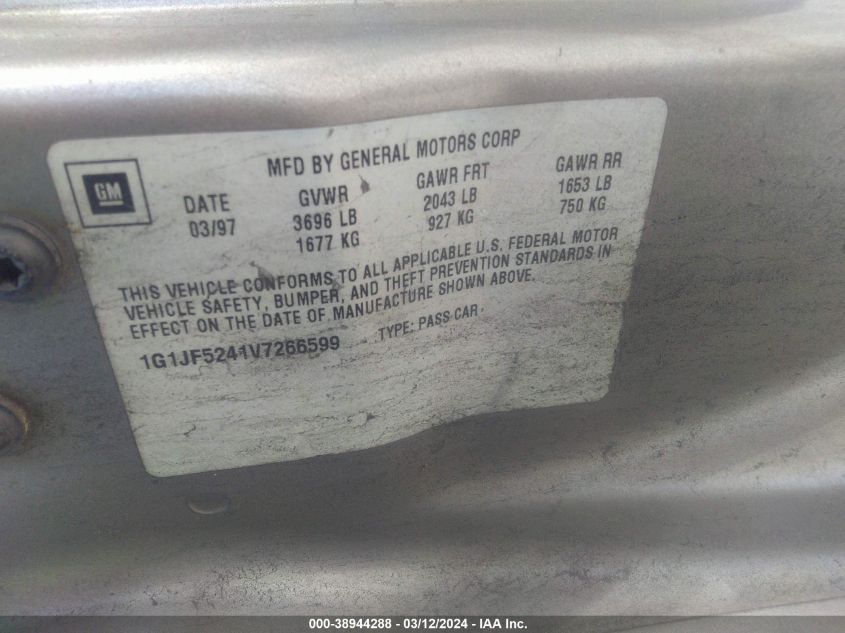 MFD BY GENERAL MOTORS CORP
GM
DATE GVWR GAWR FRT GAWR RR
03/97 3696 LB 2043 LB 1653 LB
1677 KG 927 KG 750 KG
THIS VEHICLE CONFORMS TO ALL APPLICABLE U.S. FEDERAL MOTOR
VEHICLE SAFETY, BUMPER, AND THEFT PREVENTION STANDARDS IN
EFFECT ON THE DATE OF MANUFACTURE SHOWN ABOVE.
1G1JF5241V7266599 TYPE: PASS CAR
000-38944288 - 03/12/2024 - IAA Inc.